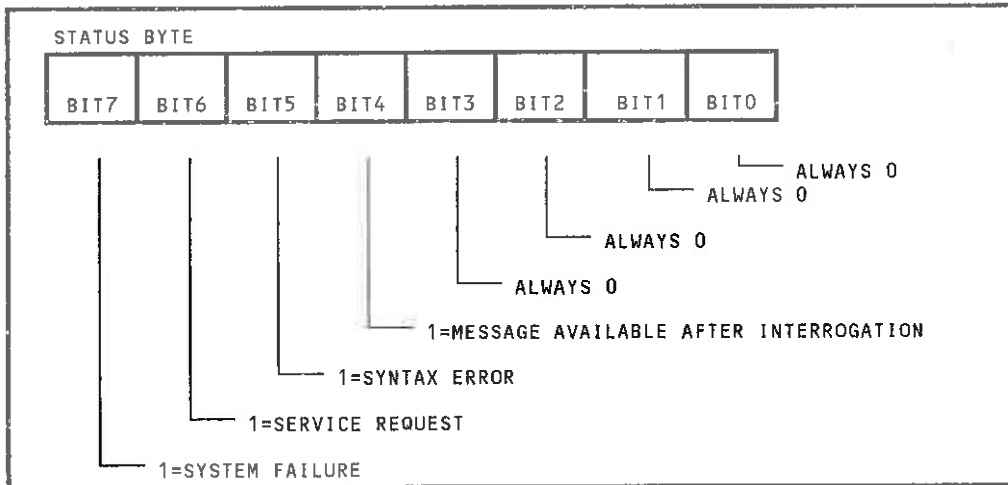 STATUS BYTE
BIT7 BIT6 BIT5 BIT4 BIT3 BIT2 BIT1 BIT0
ALWAYS 0
ALWAYS 0
ALWAYS 0
ALWAYS 0
1=MESSAGE AVAILABLE AFTER INTERROGATION
1=SYNTAX ERROR
1=SERVICE REQUEST
1=SYSTEM FAILURE